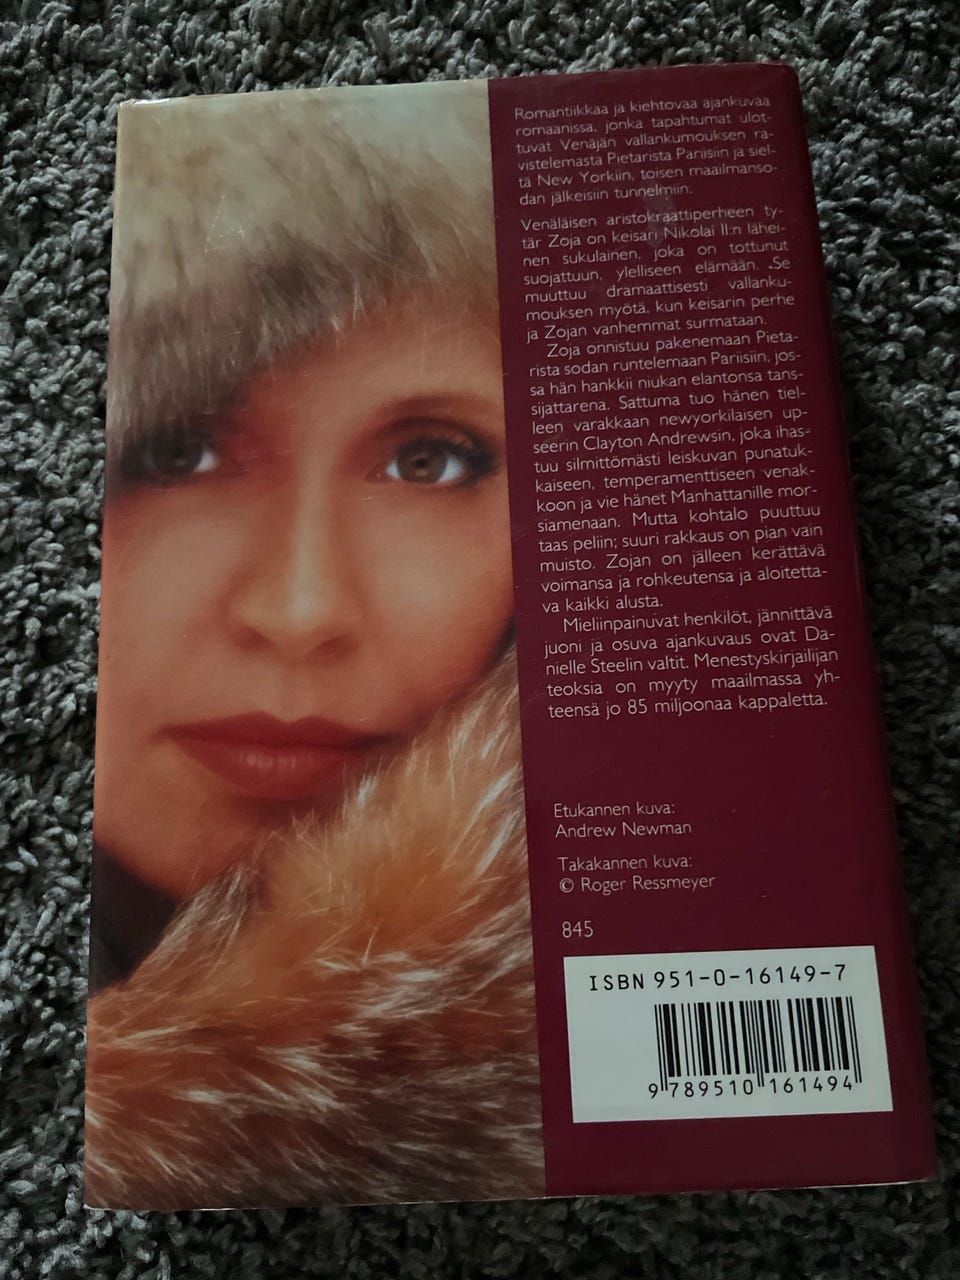 Romantiikkaa ja kiehtovaa ajankuvaa
romaanissa, jonka tapahtumat ulot-
tuvat Venäjän vallankumouksen ra-
vistelemasta Pietarista Pariisiin ja siel-
tä New Yorkiin, toisen maailmanso-
dan jälkeisiin tunnelmiin.
Venäläisen aristokraattiperheen ty-
tär Zoja on keisari Nikolai II:n lähei-
nen sukulainen, joka on tottunut
suojattuun, ylelliseen elämään. Se
muuttuu dramaattisesti vallanku-
mouksen myötä, kun keisarin perhe
ja Zojan vanhemmat surmataan.
Zoja onnistuu pakenemaan Pieta-
rista sodan runtelemaan Pariisiin, jos-
sa hän hankkii niukan elantonsa tans-
sijattarena. Sattuma tuo hänen tiel-
leen varakkaan newyorkilaisen up-
seerin Clayton Andrewsin, joka ihas-
tuu silmittömästi leiskuvan punatuk-
kaiseen, temperamenttiseen venak-
koon ja vie hänet Manhattanille mor-
siamenaan. Mutta kohtalo puuttuu
taas peliin; suuri rakkaus on pian vain
muisto. Zojan on jälleen kerättävä
voimansa ja rohkeutensa ja aloitetta-
va kaikki alusta.
Mieliinpainuvat henkilöt, jännittävä
juoni ja osuva ajankuvaus ovat Da-
nielle Steelin valtit. Menestyskirjailijan
teoksia on myyty maailmassa yh-
teensä jo 85 miljoonaa kappaletta.
Etukannen kuva:
Andrew Newman
Takakannen kuva:
© Roger Ressmeyer
845
ISBN 951-0-16149-7
9 789510 161494